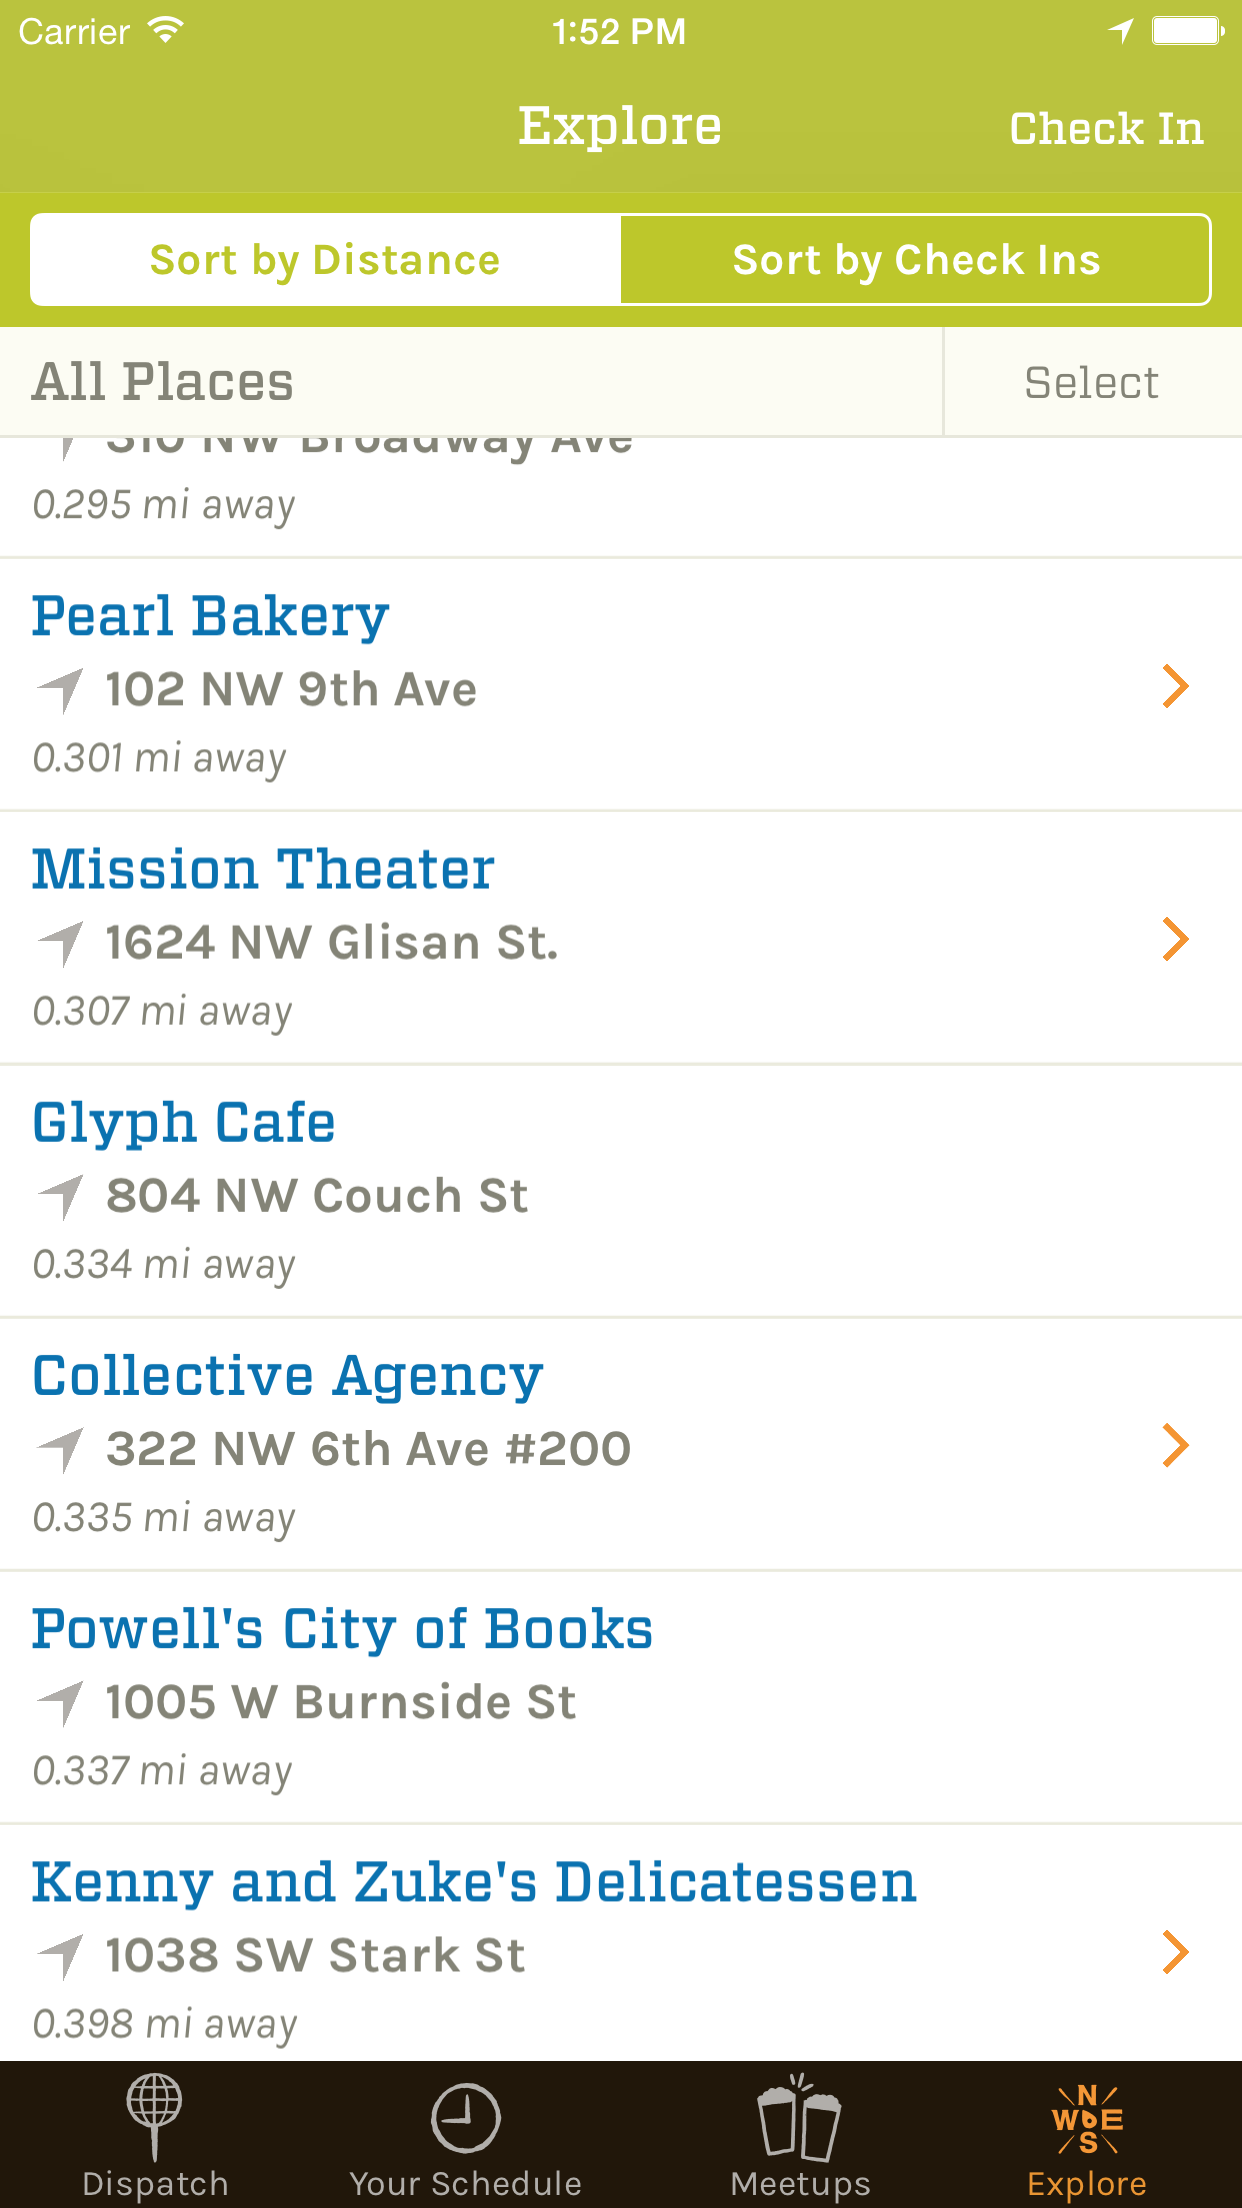 Carrier 1:52 PM
Explore Check In
Sort by Distance Sort by Check Ins
All Places Select
310 NW Broadway Ave
0.295 mi away
Pearl Bakery
102 NW 9th Ave
0.301 mi away
Mission Theater
1624 NW Glisan St.
0.307 mi away
Glyph Cafe
804 NW Couch St
0.334 mi away
Collective Agency
322 NW 6th Ave #200
0.335 mi away
Powell's City of Books
1005 W Burnside St
0.337 mi away
Kenny and Zuke's Delicatessen
1038 SW Stark St
0.398 mi away
N
W E
S
Dispatch Your Schedule Meetups Explore